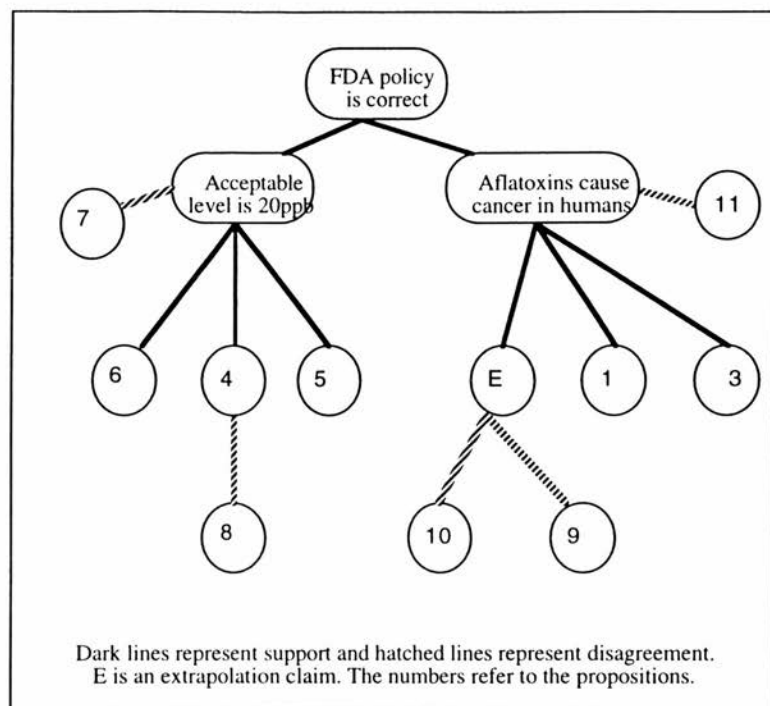 FDA policy
is correct
Acceptable
level is 20ppb
Aflatoxins cause
cancer in humans
7
11
6
4
5
E
1
3
8
10
9
Dark lines represent support and hatched lines represent disagreement.
E is an extrapolation claim. The numbers refer to the propositions.